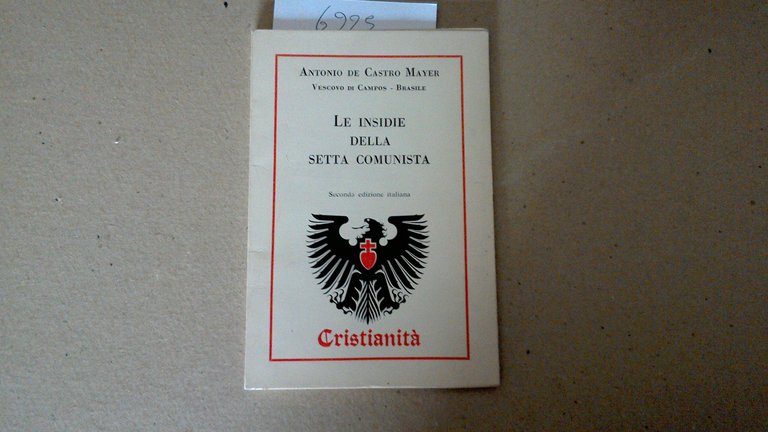 6995
ANTONIO DE CASTRO MAYER
VESCOVO DI CAMPOS - BRASILE
LE INSIDIE
DELLA
SETTA COMUNISTA
Seconda edizione italiana
Cristianità